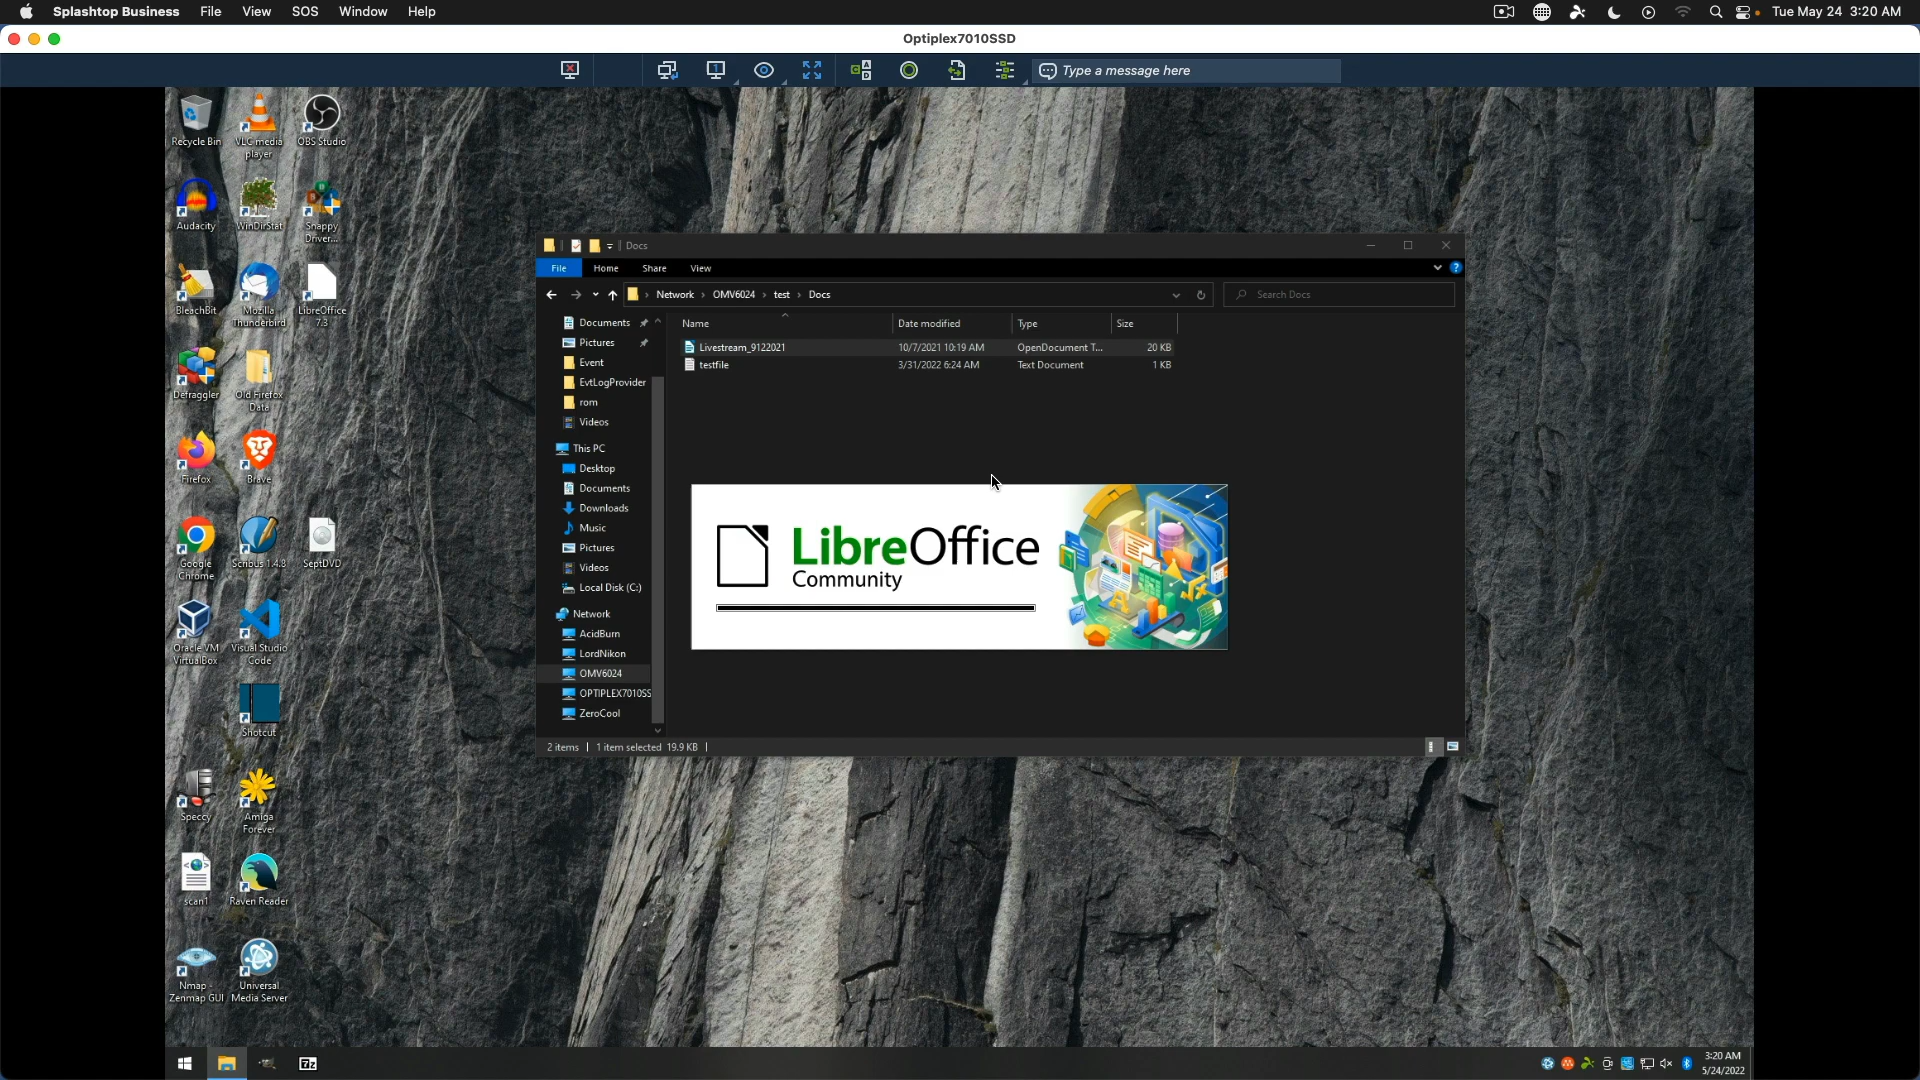 Splashtop Business File View SOS Window Help Tue May 24 3:20 AM
Optiplex7010SSD
Type a message here
Recycle Bin
VLC media player
OBS Studio
Audacity
WinDirStat
Snappy Driver...
BleachBit
Mozilla Thunderbird
LibreOffice 7.3
Defraggler
Old Firefox Data
Firefox
Brave
Google Chrome
Scribus 1.4.8
SeptDVD
Oracle VM VirtualBox
Visual Studio Code
Shotcut
Speccy
Amiga Forever
scan1
Raven Reader
Nmap - Zenmap GUI
Universal Media Server
Docs
File Home Share View
Network > OMV6024 > test > Docs
Search Docs
Documents
Pictures
Event
EvtLogProvider
rom
Videos
This PC
Desktop
Documents
Downloads
Music
Pictures
Videos
Local Disk (C:)
Network
AcidBurn
LordNikon
OMV6024
OPTIPLEX7010SS
ZeroCool
Name Date modified Type Size
Livestream_9122021 10/7/2021 10:19 AM OpenDocument T... 20 KB
testfile 3/31/2022 6:24 AM Text Document 1 KB
LibreOffice
Community
2 items 1 item selected 19.9 KB
7z
3:20 AM
5/24/2022